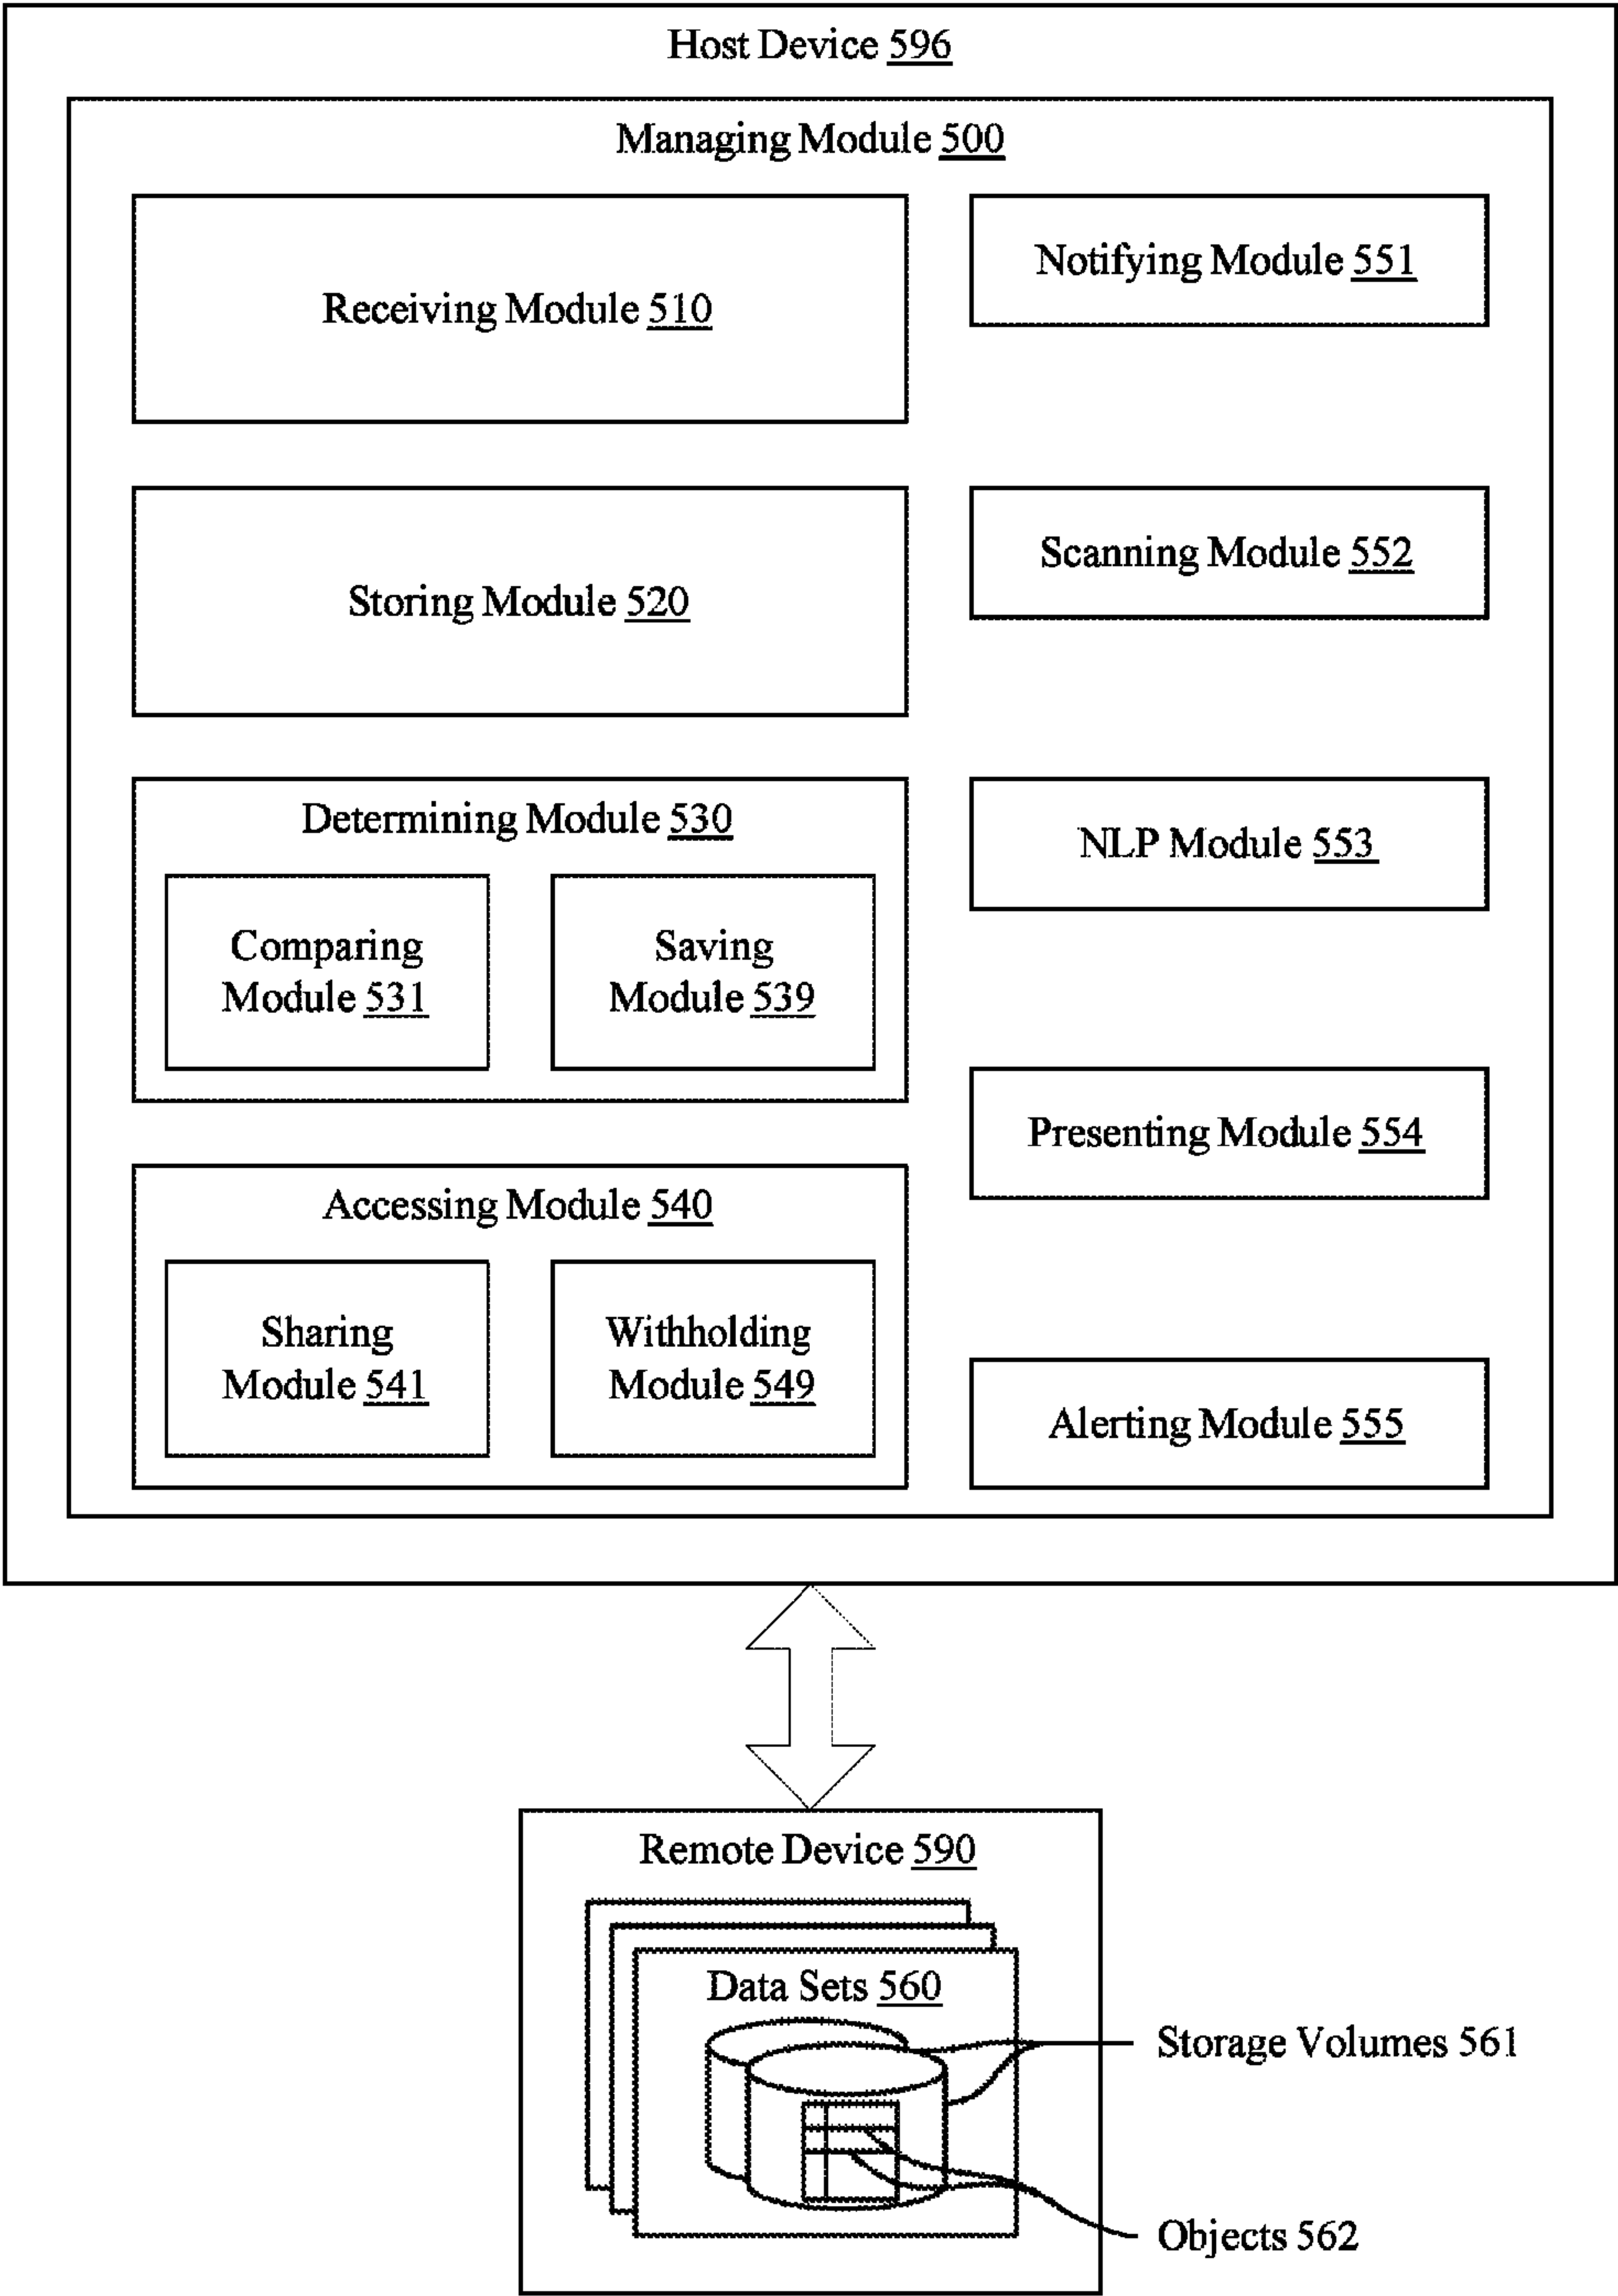 Host Device 596
Managing Module 500
Receiving Module 510
Notifying Module 551
Storing Module 520
Scanning Module 552
Determining Module 530
Comparing
Module 531
Saving
Module 539
NLP Module 553
Presenting Module 554
Accessing Module 540
Sharing
Module 541
Withholding
Module 549
Alerting Module 555
Remote Device 590
Data Sets 560
Storage Volumes 561
Objects 562